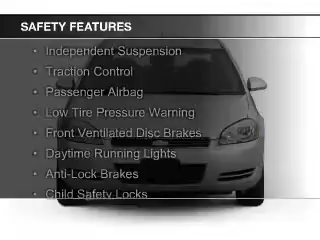 SAFETY FEATURES
• Independent Suspension
• Traction Control
• Passenger Airbag
• Low Tire Pressure Warning
• Front Ventilated Disc Brakes
• Daytime Running Lights
• Anti-Lock Brakes
• Child Safety Locks